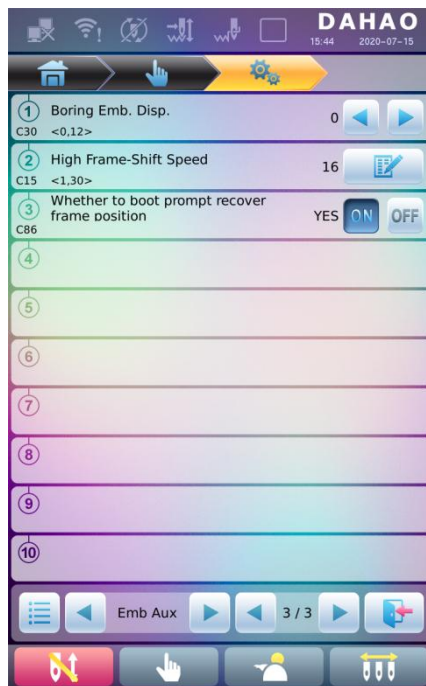 DAHAO
15:44 2020-07-15
1 Boring Emb. Disp. 0
C30 <0,12>
2 High Frame-Shift Speed 16
C15 <1,30>
3 Whether to boot prompt recover
frame position YES ON OFF
C86
4
5
6
7
8
9
10
Emb Aux 3 / 3